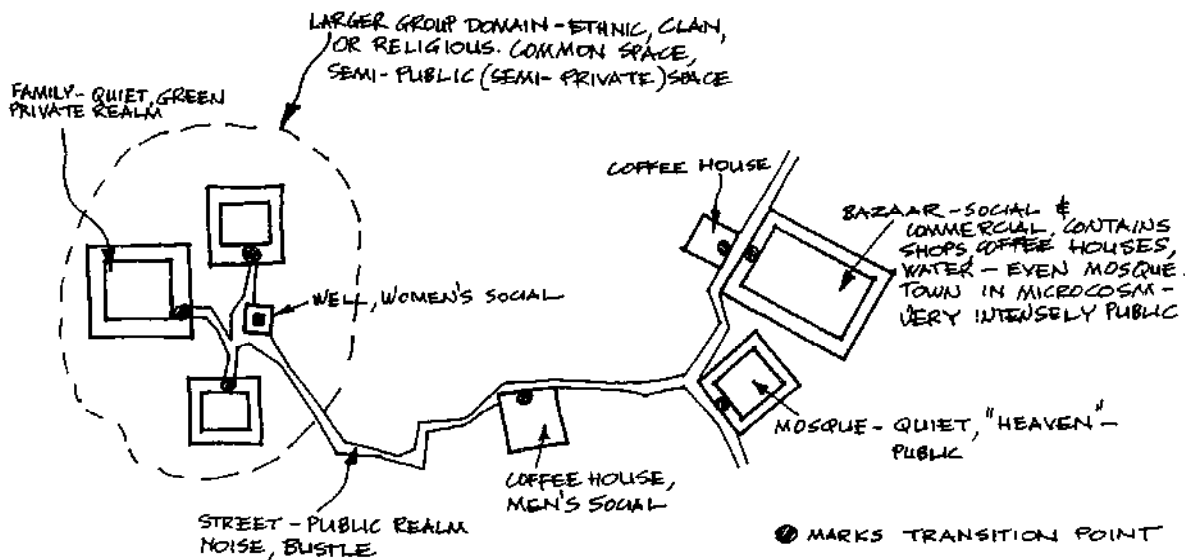 LARGER GROUP DOMAIN - ETHNIC, CLAN,
OR RELIGIOUS. COMMON SPACE,
SEMI-PUBLIC (SEMI-PRIVATE) SPACE
FAMILY- QUIET, GREEN
PRIVATE REALM
COFFEE HOUSE
BAZAAR - SOCIAL &
COMMERCIAL, CONTAINS
SHOPS, COFFEE HOUSES,
WATER - EVEN MOSQUE.
TOWN IN MICROCOSM -
VERY INTENSELY PUBLIC
WELL, WOMEN'S SOCIAL
MOSQUE - QUIET, "HEAVEN" -
PUBLIC
COFFEE HOUSE,
MEN'S SOCIAL
STREET - PUBLIC REALM
NOISE, BUSTLE
MARKS TRANSITION POINT